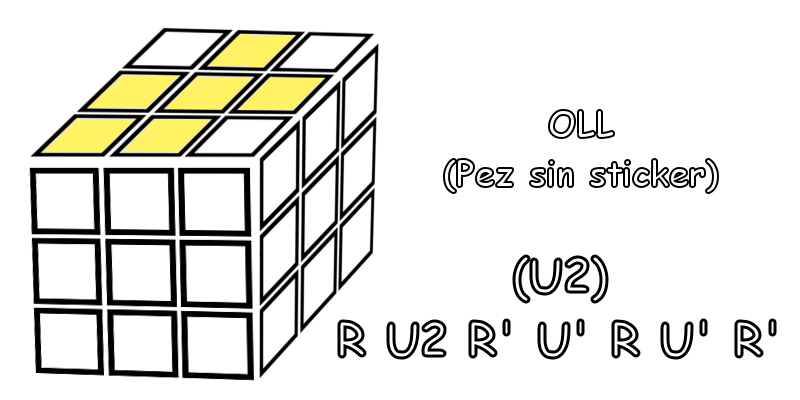 OLL
(Pez sin sticker)
(U2)
R U2 R' U' R U' R'